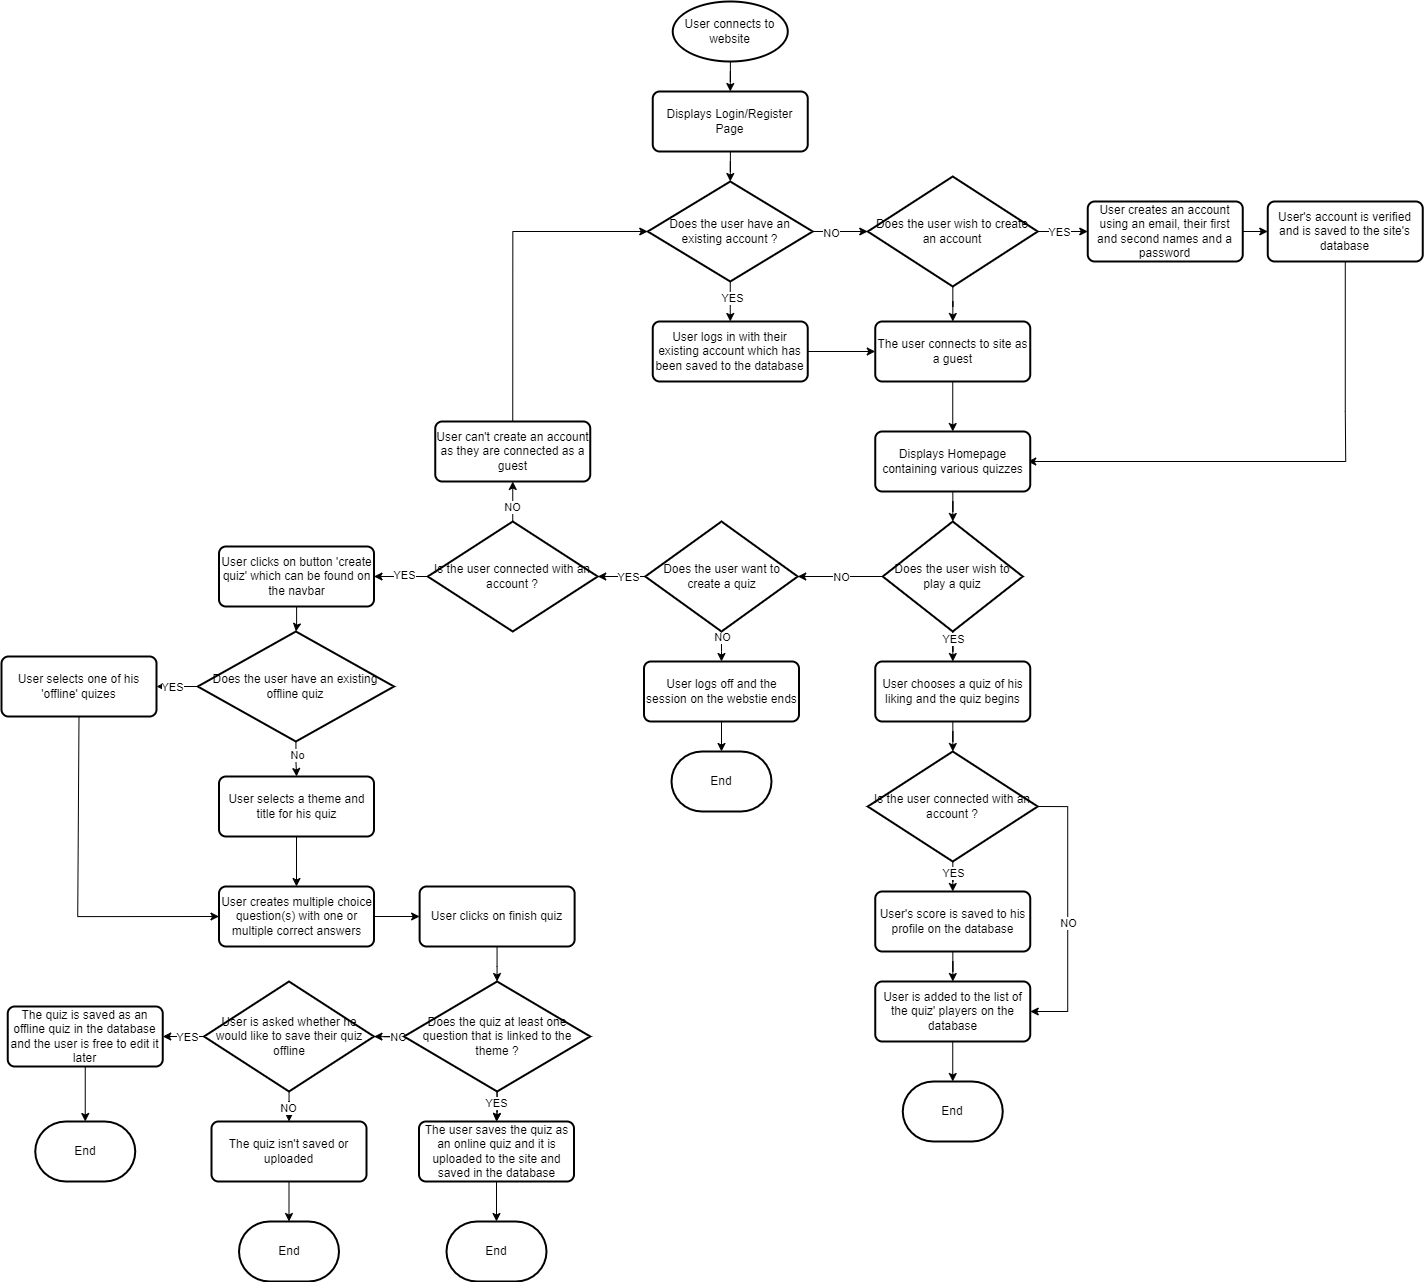 User connects to
website
Displays Login/Register
Page
Does the user have an
existing account ?
NO
Does the user wish to create
an account
YES
User creates an account
using an email, their first
and second names and a
password
User's account is verified
and is saved to the site's
database
YES
User logs in with their
existing account which has
been saved to the database
The user connects to site as
a guest
User can't create an account
as they are connected as a
guest
Displays Homepage
containing various quizzes
NO
User clicks on button 'create
quiz' which can be found on
the navbar
YES
Is the user connected with an
account ?
YES
Does the user want to
create a quiz
NO
Does the user wish to
play a quiz
NO
YES
User selects one of his
'offline' quizes
YES
Does the user have an existing
offline quiz
User logs off and the
session on the webstie ends
User chooses a quiz of his
liking and the quiz begins
No
End
User selects a theme and
title for his quiz
Is the user connected with an
account ?
YES
NO
User creates multiple choice
question(s) with one or
multiple correct answers
User clicks on finish quiz
User's score is saved to his
profile on the database
User is added to the list of
the quiz' players on the
database
The quiz is saved as an
offline quiz in the database
and the user is free to edit it
later
YES
User is asked whether he
would like to save their quiz
offline
NO
Does the quiz at least one
question that is linked to the
theme ?
NO
YES
End
The quiz isn't saved or
uploaded
The user saves the quiz as
an online quiz and it is
uploaded to the site and
saved in the database
End
End
End